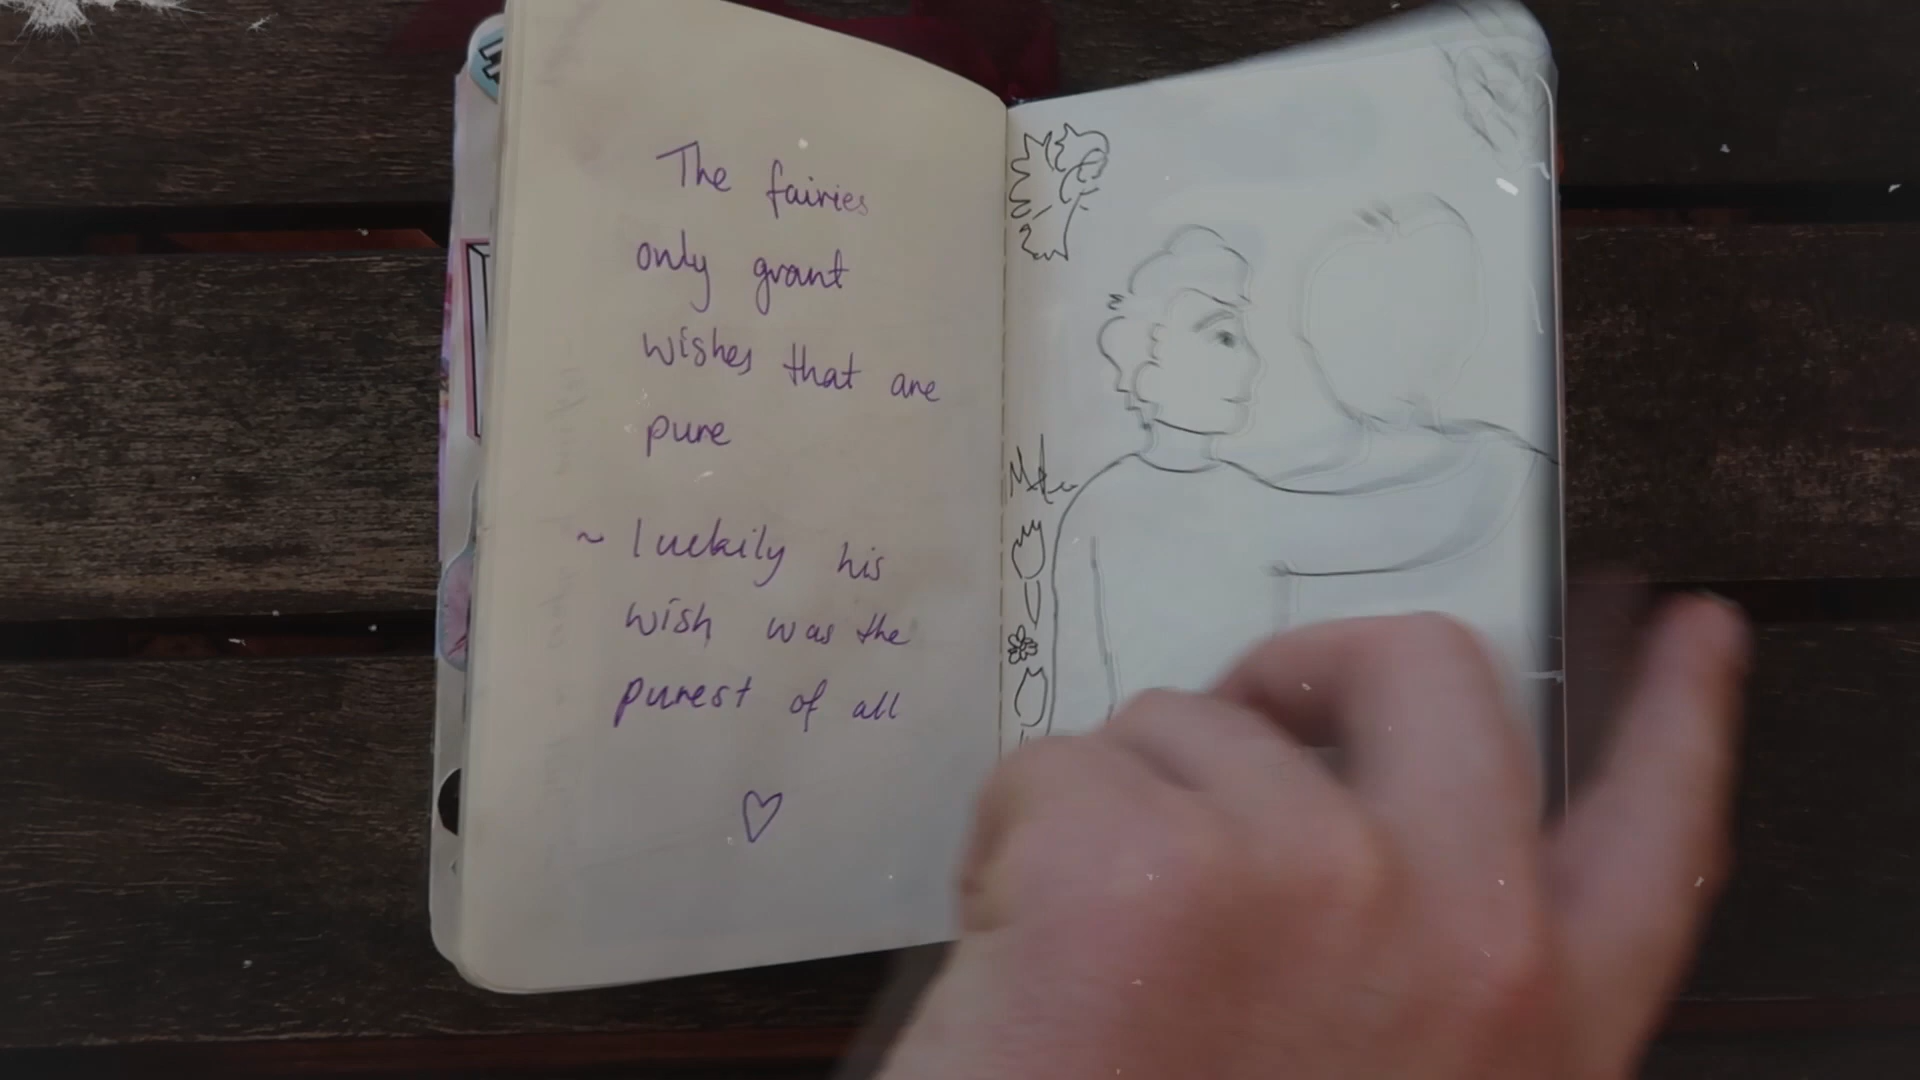 The fairies
only grant
wishes that are
pure
~ luckily his
wish was the
purest of all